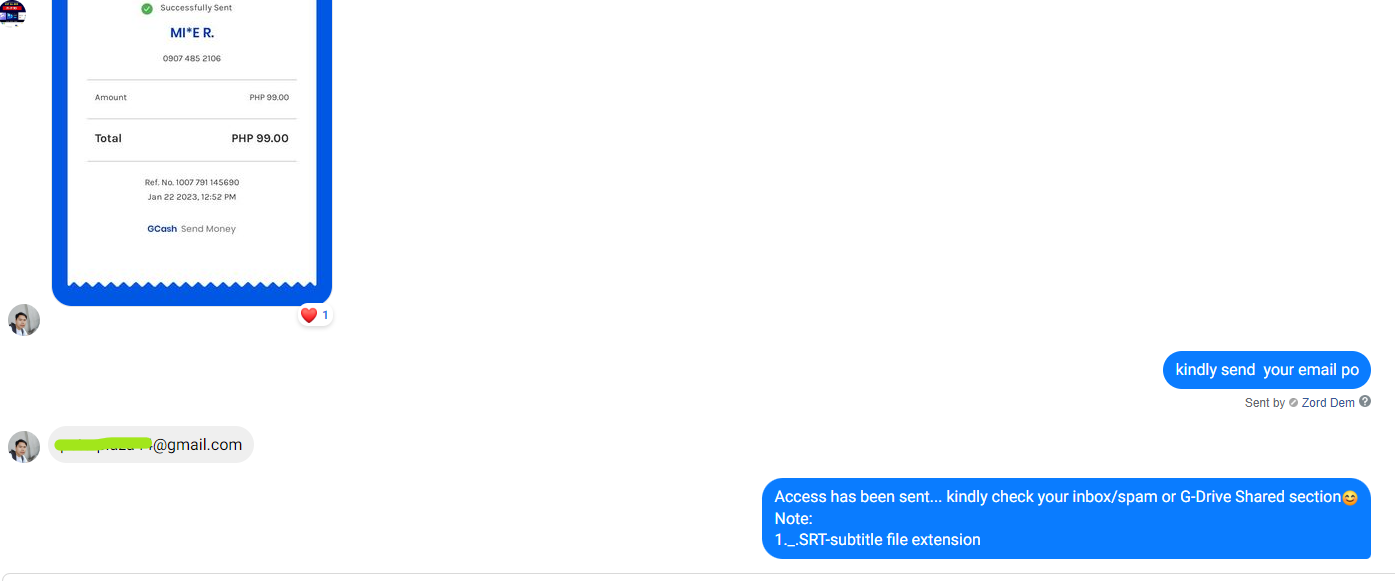 Successfully Sent
MI*E R.
0907 485 2106
Amount PHP 99.00
Total PHP 99.00
Ref. No. 1007 791 145690
Jan 22 2023, 12:52 PM
GCash Send Money
1
kindly send  your email po
Sent by Zord Dem ?
@gmail.com
Access has been sent... kindly check your inbox/spam or G-Drive Shared section
Note:
1._.SRT-subtitle file extension